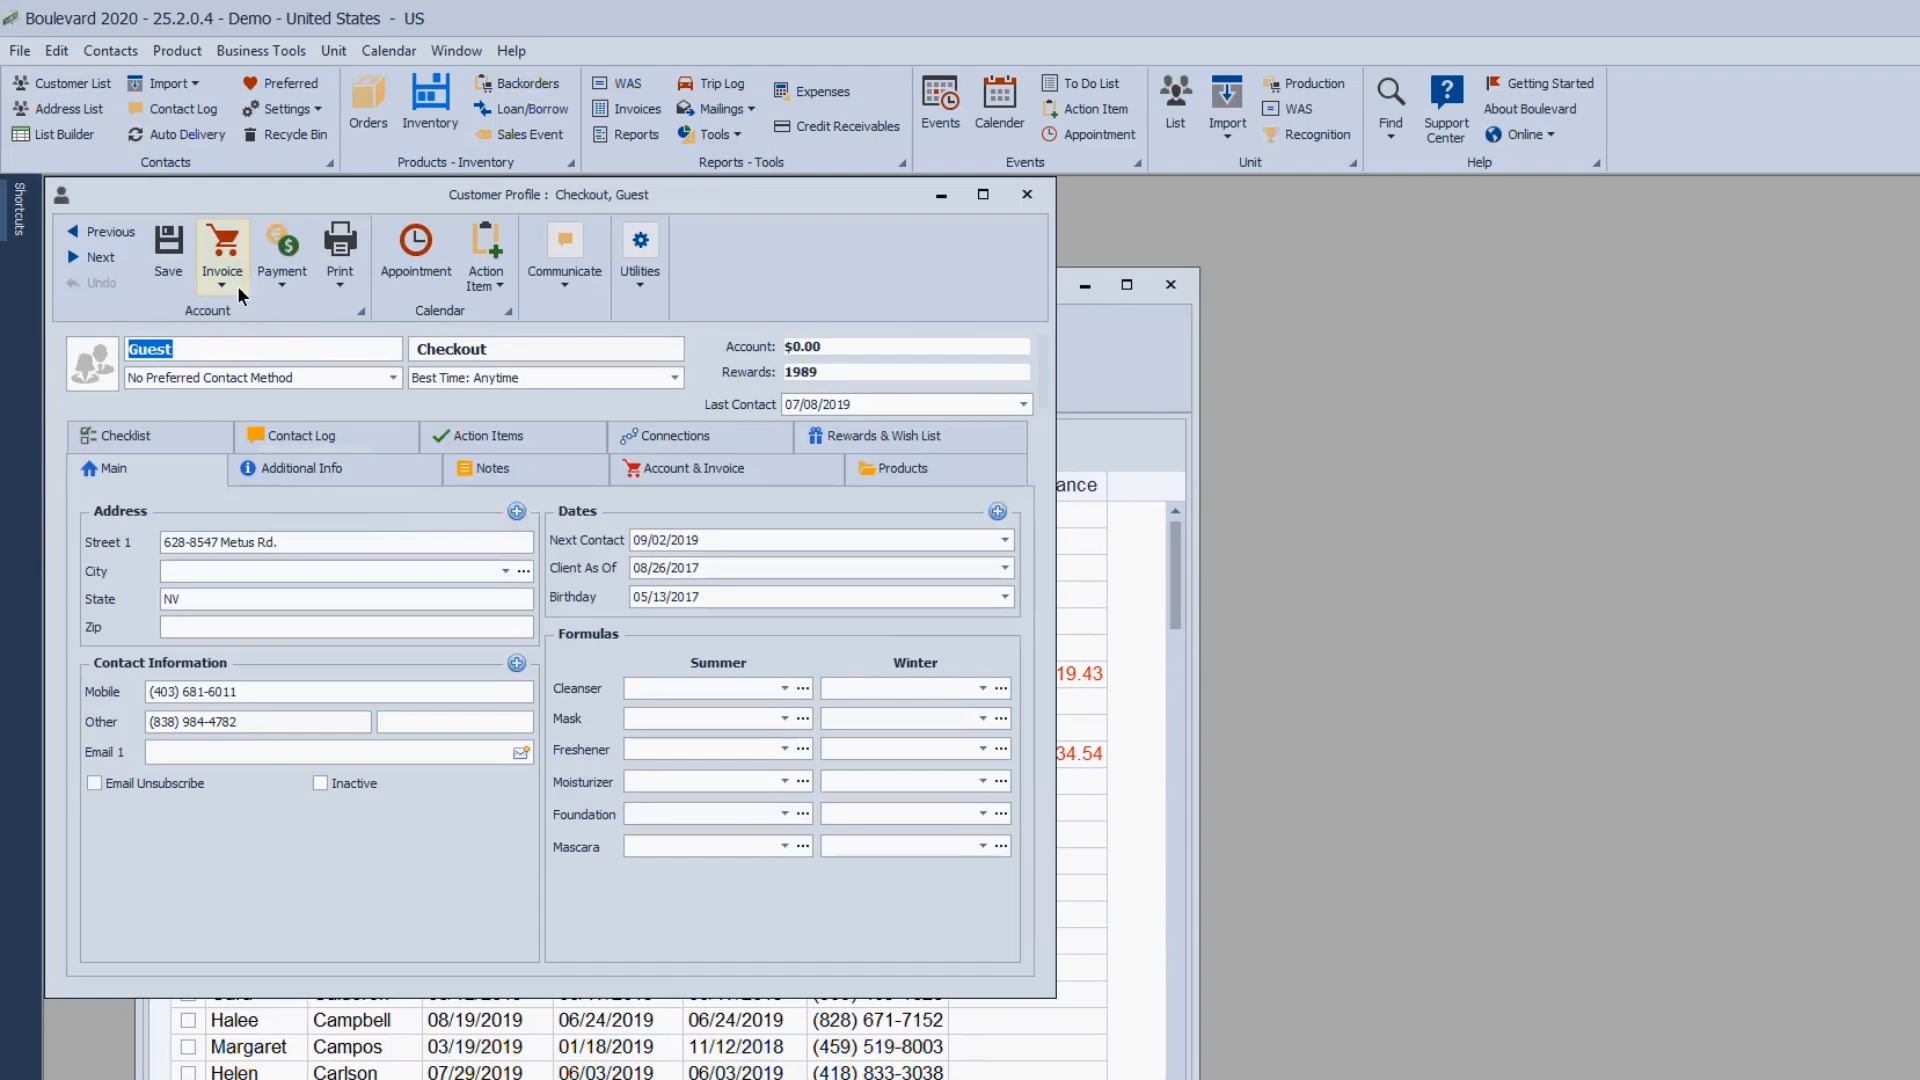 Boulevard 2020 - 25.2.0.4 - Demo - United States - US
File Edit Contacts Product Business Tools Unit Calendar Window Help
Customer List Import Preferred
Address List Contact Log Settings
List Builder Auto Delivery Recycle Bin
Contacts
Orders Inventory
Backorders
Loan/Borrow
Sales Event
Products - Inventory
WAS Trip Log Expenses
Invoices Mailings
Reports Tools Credit Receivables
Reports - Tools
Events Calender
To Do List
Action Item
Appointment
Events
List Import
Production
WAS
Recognition
Unit
Find Support Center
Getting Started
About Boulevard
Online
Help
Shortcuts
Customer Profile : Checkout, Guest
Previous
Next
Undo
Save Invoice Payment Print
Account
Appointment Action Item
Calendar
Communicate Utilities
Guest Checkout
No Preferred Contact Method Best Time: Anytime
Account: $0.00
Rewards: 1989
Last Contact 07/08/2019
Checklist Contact Log Action Items Connections Rewards & Wish List
Main Additional Info Notes Account & Invoice Products
Address
Street 1 628-8547 Metus Rd.
City
State NV
Zip
Contact Information
Mobile (403) 681-6011
Other (838) 984-4782
Email 1
Email Unsubscribe Inactive
Dates
Next Contact 09/02/2019
Client As Of 08/26/2017
Birthday 05/13/2017
Formulas
Summer Winter
Cleanser
Mask
Freshener
Moisturizer
Foundation
Mascara
ance
19.43
34.54
Halee Campbell 08/19/2019 06/24/2019 06/24/2019 (828) 671-7152
Margaret Campos 03/19/2019 01/18/2019 11/12/2018 (459) 519-8003
Helen Carlson 07/29/2019 06/03/2019 06/03/2019 (418) 833-3038